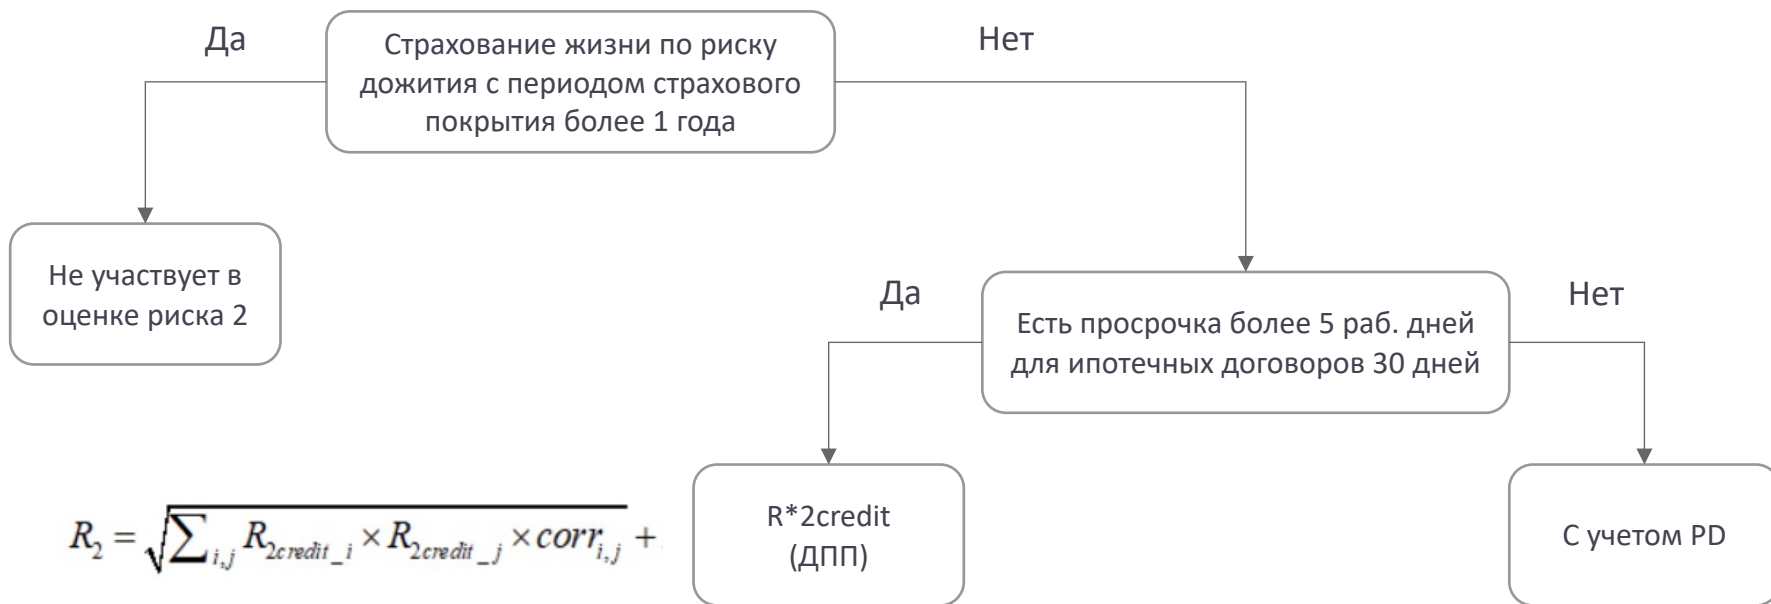 Да
Страхование жизни по риску
дожития с периодом страхового
покрытия более 1 года
Нет
Не участвует в
оценке риска 2
Да
Есть просрочка более 5 раб. дней
для ипотечных договоров 30 дней
Нет
R₂ = √∑ᵢ,ⱼ R₂credit_i × R₂credit_j × corrᵢ,ⱼ +
R*2credit
(ДПП)
С учетом PD